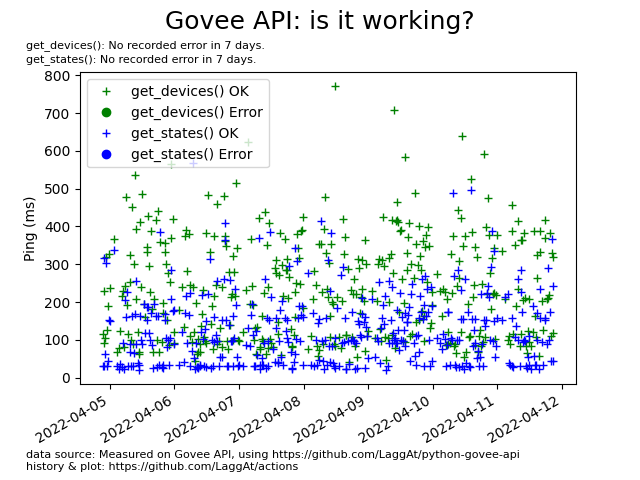 Govee API: is it working?
get_devices(): No recorded error in 7 days.
get_states(): No recorded error in 7 days.
800
700
600
500
400
300
200
100
0
Ping (ms)
get_devices() OK
get_devices() Error
get_states() OK
get_states() Error
2022-04-05
2022-04-06
2022-04-07
2022-04-08
2022-04-09
2022-04-10
2022-04-11
2022-04-12
data source: Measured on Govee API, using https://github.com/LaggAt/python-govee-api
history & plot: https://github.com/LaggAt/actions